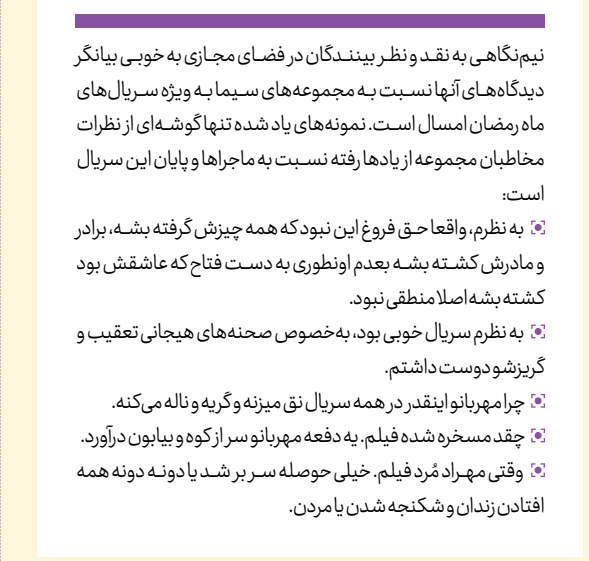 نیم‌نگاهی به نقد و نظر بینندگان در فضای مجازی به خوبی بیانگر
دیدگاه‌های آنها نسبت به مجموعه‌های سیما به ویژه سریال‌های
ماه رمضان امسال است. نمونه‌های یاد شده تنها گوشه‌ای از نظرات
مخاطبان مجموعه از یادها رفته نسبت به ماجراها و پایان این سریال
است:
به نظرم، واقعا حق فروغ این نبود که همه چیزش گرفته بشه، برادر
و مادرش کشته بشه بعدم اونطوری به دست فتاح که عاشقش بود
کشته بشه اصلا منطقی نبود.
به نظرم سریال خوبی بود، به‌خصوص صحنه‌های هیجانی تعقیب و
گریزشو دوست داشتم.
چرا مهربانو اینقدر در همه سریال نق میزنه و گریه و ناله می‌کنه.
چقد مسخره شده فیلم. یه دفعه مهربانو سر از کوه و بیابون درآورد.
وقتی مهراد مُرد فیلم. خیلی حوصله سر بر شد یا دونه دونه همه
افتادن زندان و شکنجه شدن یا مردن.